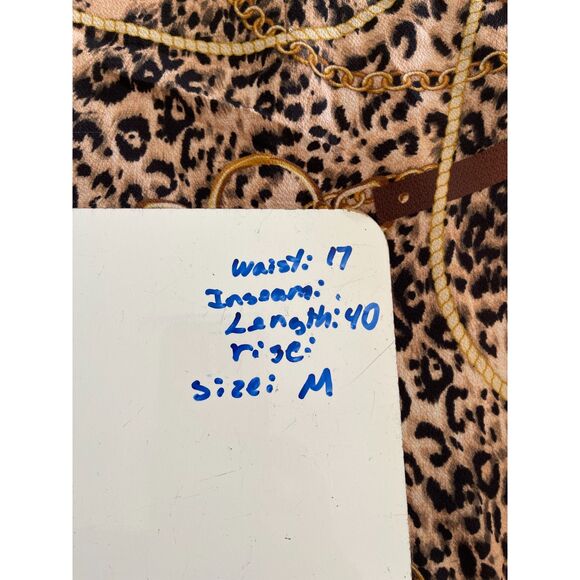 Waist: 17
Inseam:
Length: 40
rise:
Size: M